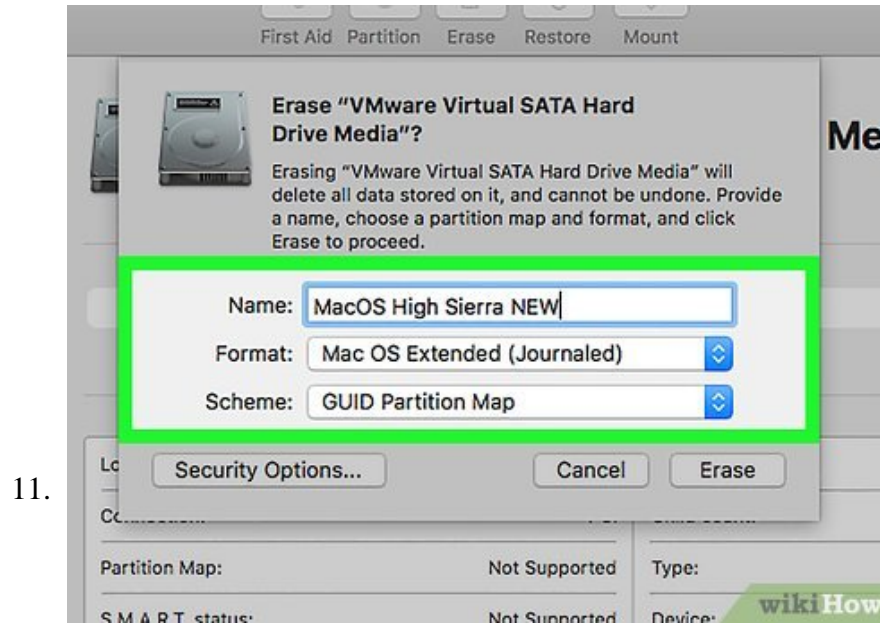 First Aid Partition Erase Restore Mount
Erase “VMware Virtual SATA Hard
Drive Media”?
Me
Erasing “VMware Virtual SATA Hard Drive Media” will
delete all data stored on it, and cannot be undone. Provide
a name, choose a partition map and format, and click
Erase to proceed.
Name: MacOS High Sierra NEW
Format: Mac OS Extended (Journaled)
Scheme: GUID Partition Map
Security Options... Cancel Erase
11.
Partition Map: Not Supported Type:
S.M.A.R.T. status: Not Supported Device:
wikiHow